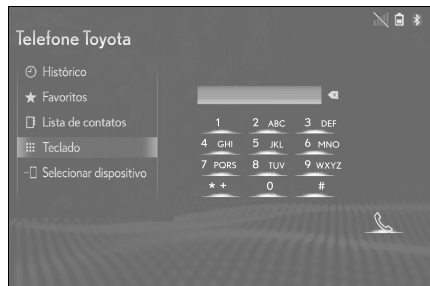 Telefone Toyota
Histórico
Favoritos
Lista de contatos
Teclado
Selecionar dispositivo
1 2 ABC 3 DEF
4 GHI 5 JKL 6 MNO
7 PQRS 8 TUV 9 WXYZ
* + 0 #